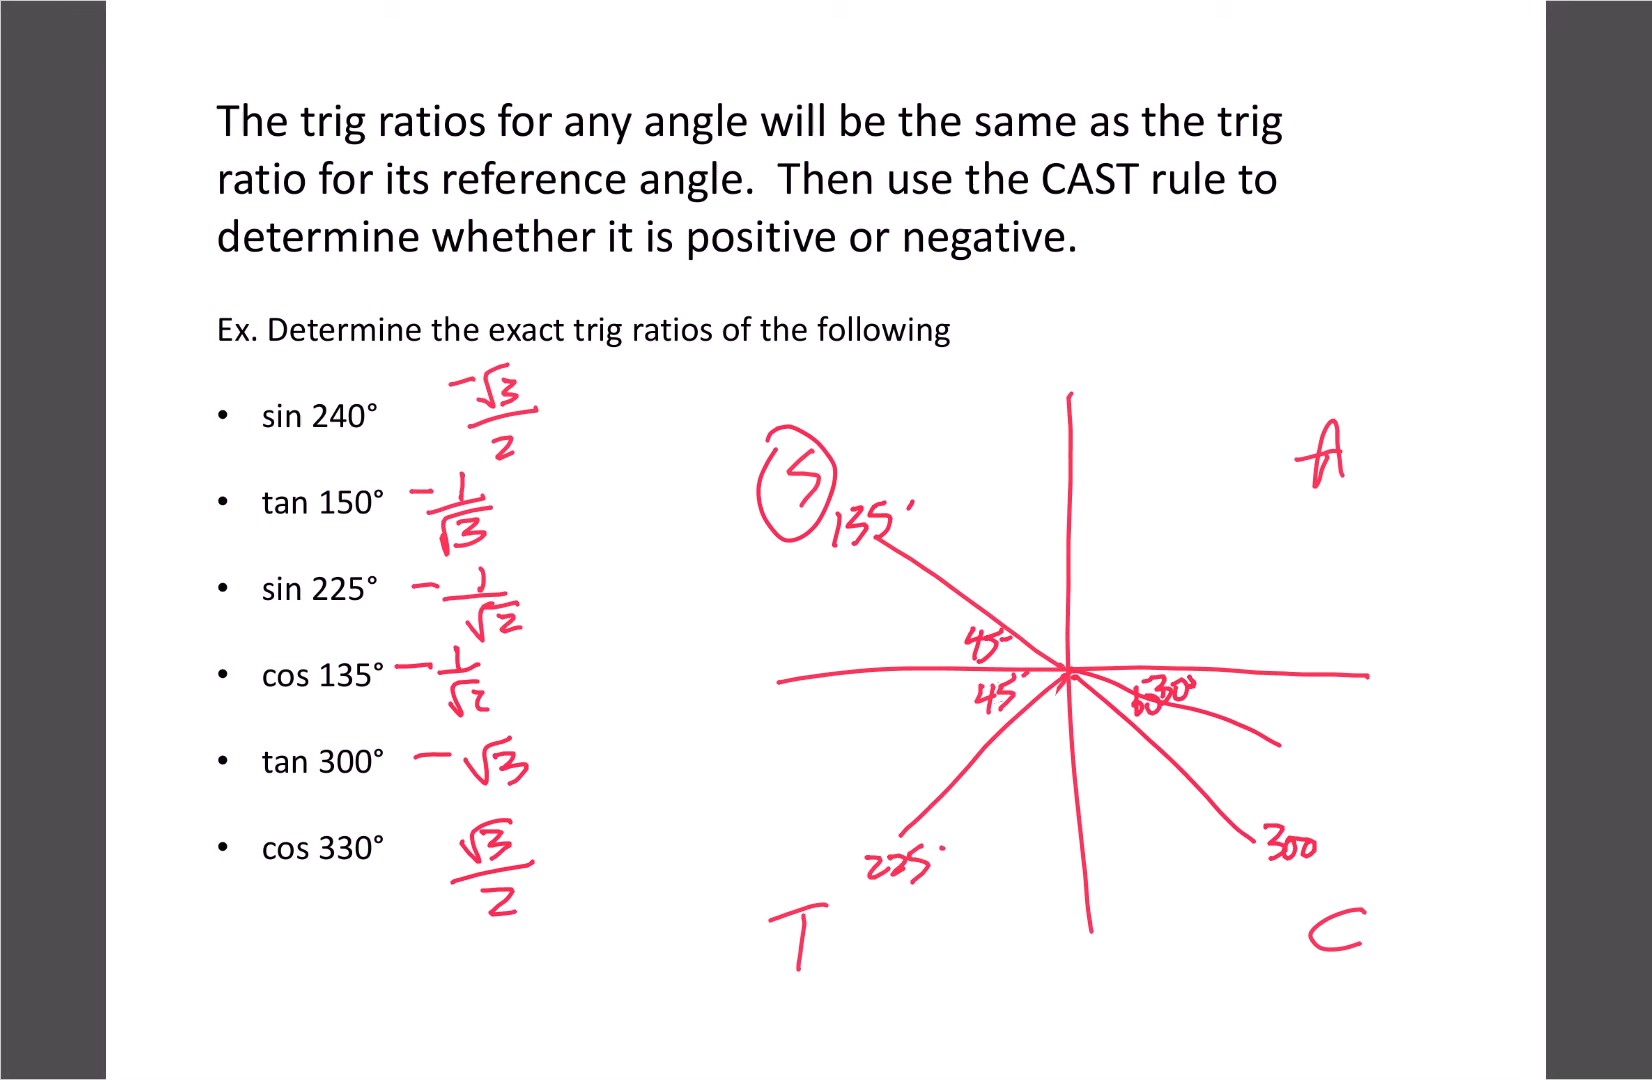 The trig ratios for any angle will be the same as the trig
ratio for its reference angle. Then use the CAST rule to
determine whether it is positive or negative.
Ex. Determine the exact trig ratios of the following
• sin 240° -√3/2
• tan 150° -1/√3
• sin 225° -1/√2
• cos 135° -1/√2
• tan 300° -√3
• cos 330° √3/2
S
A
135°
45°
45°
30°
225°
300
T
C